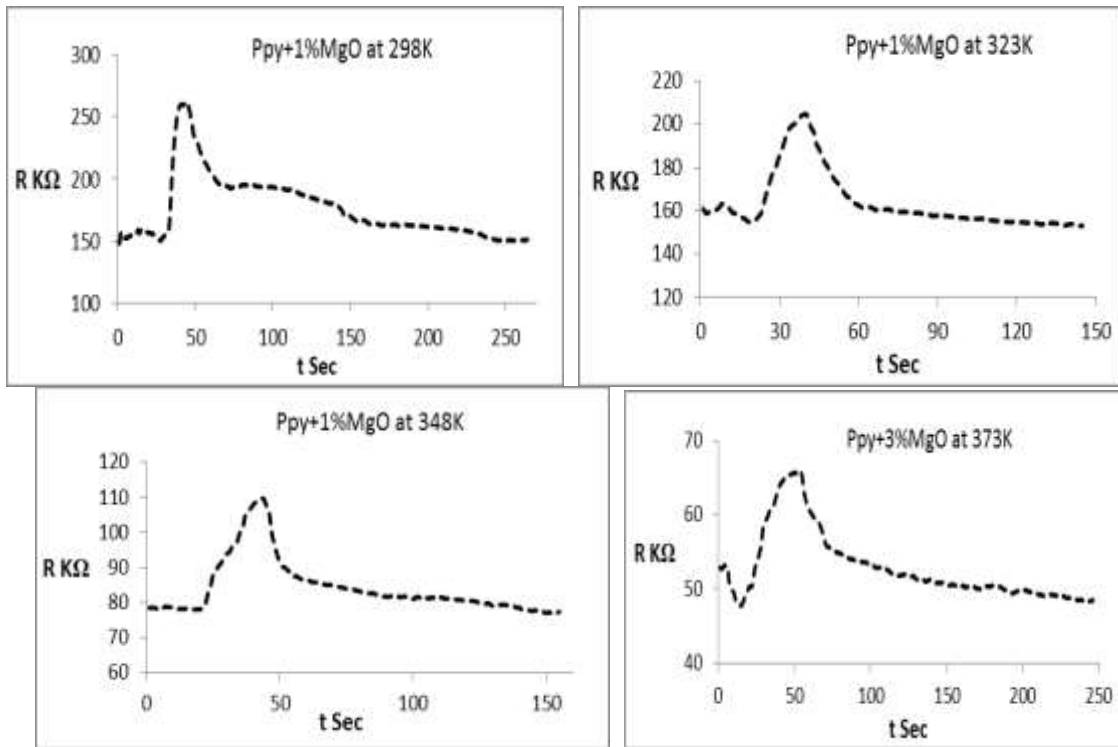 Ppy+1%MgO at 298K
300
250
200
150
100
R KΩ
0 50 100 150 200 250
t Sec
Ppy+1%MgO at 323K
220
200
180
160
140
120
R KΩ
0 30 60 90 120 150
t Sec
Ppy+1%MgO at 348K
120
110
100
90
80
70
60
R KΩ
0 50 100 150
t Sec
Ppy+3%MgO at 373K
70
60
50
40
R KΩ
0 50 100 150 200 250
t Sec